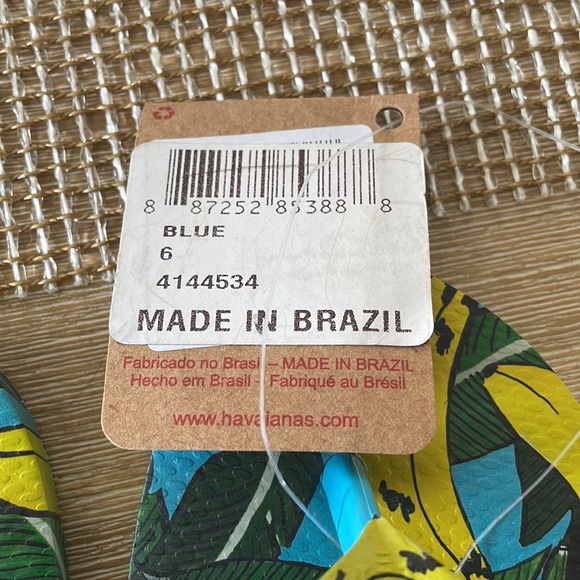 8 87252 85388 8
BLUE
6
4144534
MADE IN BRAZIL
Fabricado no Brasil – MADE IN BRAZIL
Hecho em Brasil – Fabriqué au Brésil
www.havaianas.com